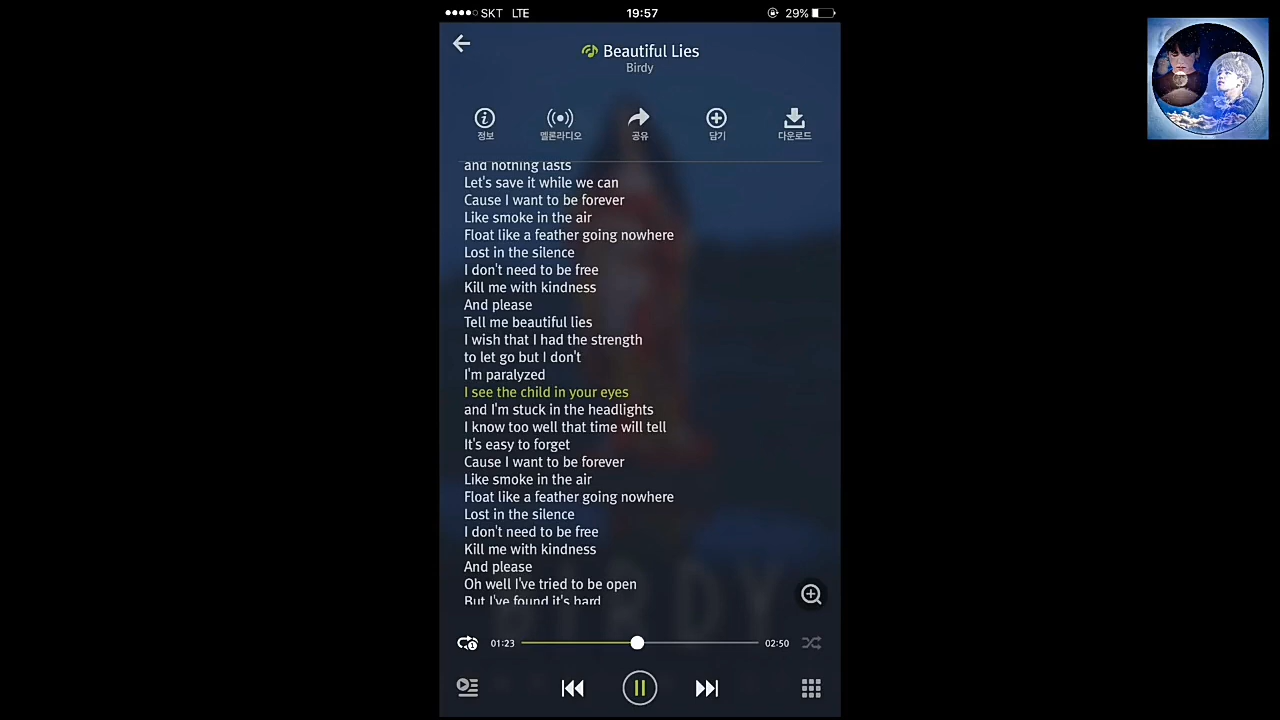 SKT LTE 19:57 29%
Beautiful Lies
Birdy
정보 멜론라디오 공유 담기 다운로드
and nothing lasts
Let's save it while we can
Cause I want to be forever
Like smoke in the air
Float like a feather going nowhere
Lost in the silence
I don't need to be free
Kill me with kindness
And please
Tell me beautiful lies
I wish that I had the strength
to let go but I don't
I'm paralyzed
I see the child in your eyes
and I'm stuck in the headlights
I know too well that time will tell
It's easy to forget
Cause I want to be forever
Like smoke in the air
Float like a feather going nowhere
Lost in the silence
I don't need to be free
Kill me with kindness
And please
Oh well I've tried to be open
But I've found it's hard
BIRDY
1 01:23 02:50